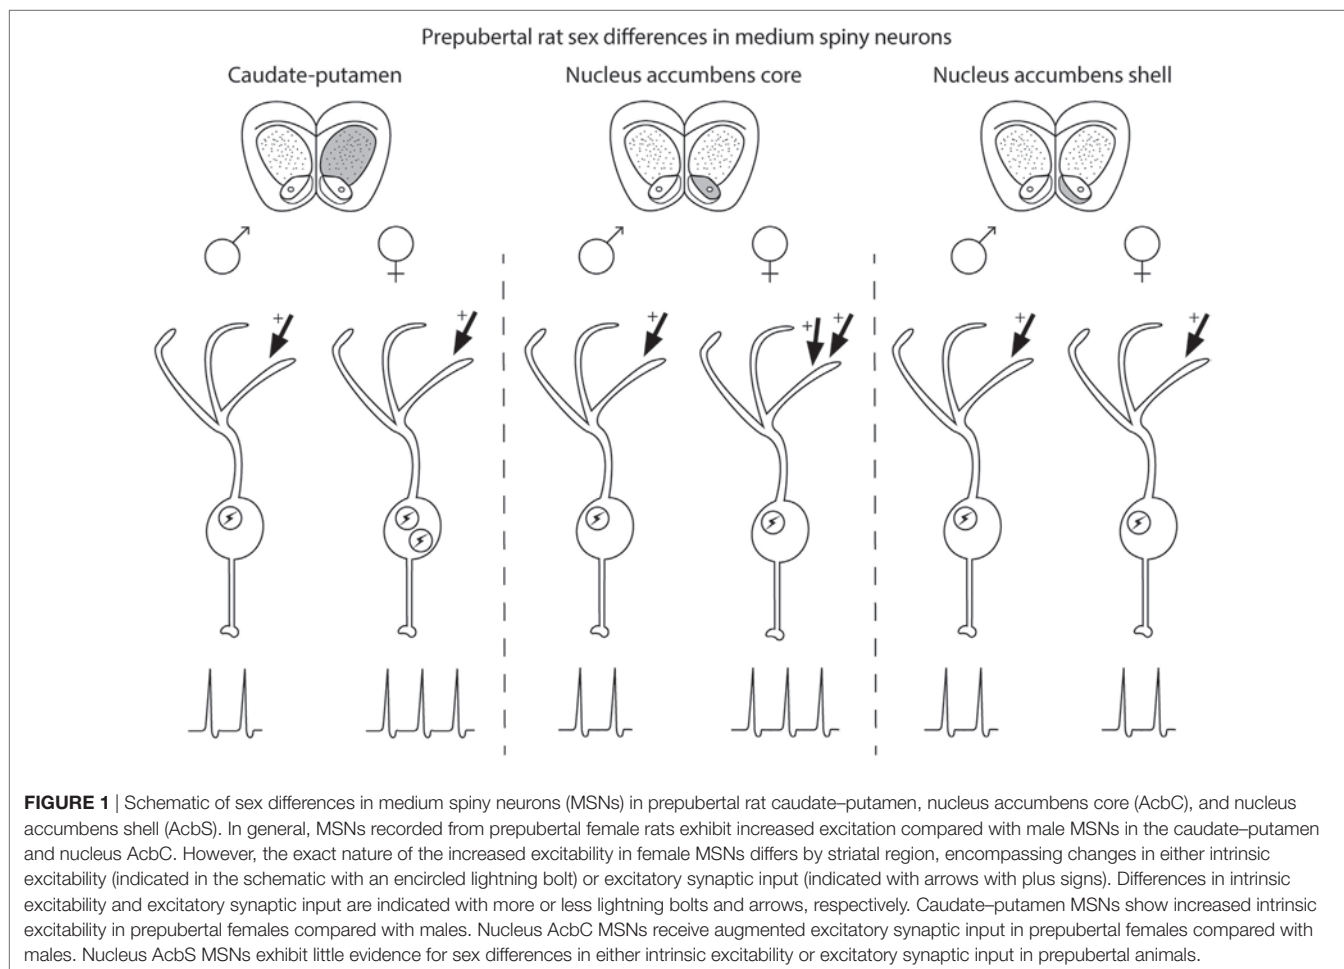 Prepubertal rat sex differences in medium spiny neurons
Caudate-putamen
Nucleus accumbens core
Nucleus accumbens shell
♂ ♀ ♂ ♀ ♂ ♀
+ + + + + + +
FIGURE 1 | Schematic of sex differences in medium spiny neurons (MSNs) in prepubertal rat caudate–putamen, nucleus accumbens core (AcbC), and nucleus
accumbens shell (AcbS). In general, MSNs recorded from prepubertal female rats exhibit increased excitation compared with male MSNs in the caudate–putamen
and nucleus AcbC. However, the exact nature of the increased excitability in female MSNs differs by striatal region, encompassing changes in either intrinsic
excitability (indicated in the schematic with an encircled lightning bolt) or excitatory synaptic input (indicated with arrows with plus signs). Differences in intrinsic
excitability and excitatory synaptic input are indicated with more or less lightning bolts and arrows, respectively. Caudate–putamen MSNs show increased intrinsic
excitability in prepubertal females compared with males. Nucleus AcbC MSNs receive augmented excitatory synaptic input in prepubertal females compared with
males. Nucleus AcbS MSNs exhibit little evidence for sex differences in either intrinsic excitability or excitatory synaptic input in prepubertal animals.